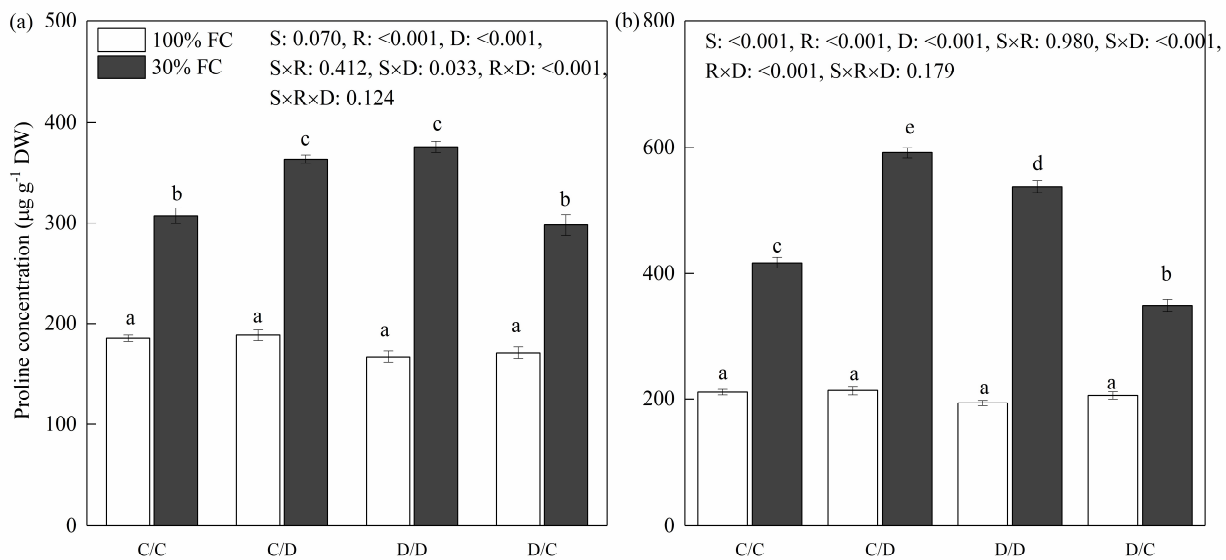 (a)
500
400
300
200
100
0
Proline concentration (μg g-1 DW)
100% FC
30% FC
S: 0.070, R: <0.001, D: <0.001,
S×R: 0.412, S×D: 0.033, R×D: <0.001,
S×R×D: 0.124
a
b
a
c
a
c
a
b
C/C
C/D
D/D
D/C
(b)
800
600
400
200
0
S: <0.001, R: <0.001, D: <0.001, S×R: 0.980, S×D: <0.001,
R×D: <0.001, S×R×D: 0.179
a
c
a
e
a
d
a
b
C/C
C/D
D/D
D/C